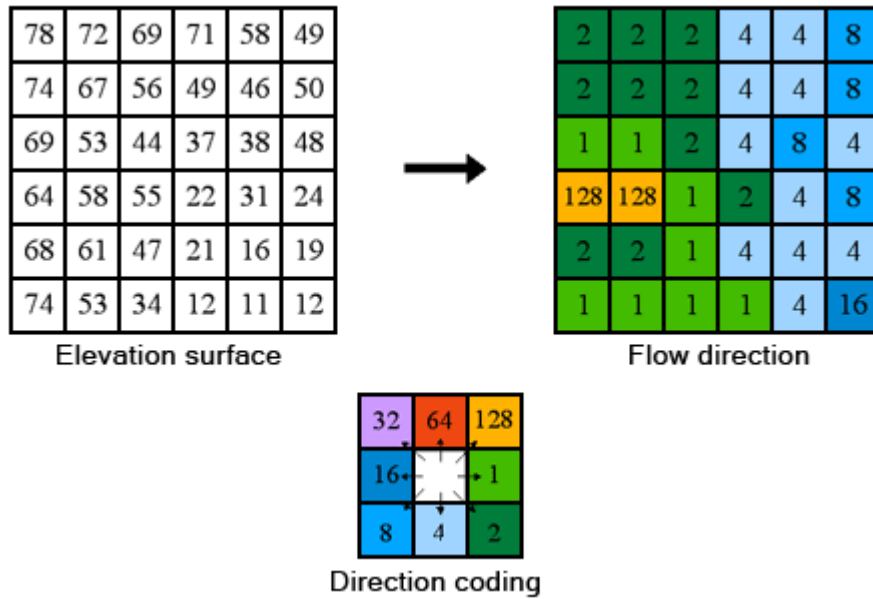 78 72 69 71 58 49 2 2 2 4 4 8
74 67 56 49 46 50 2 2 2 4 4 8
69 53 44 37 38 48 1 1 2 4 8 4
64 58 55 22 31 24 128 128 1 2 4 8
68 61 47 21 16 19 2 2 1 4 4 4
74 53 34 12 11 12 1 1 1 1 4 16
Elevation surface Flow direction
32 64 128
16 1
8 4 2
Direction coding